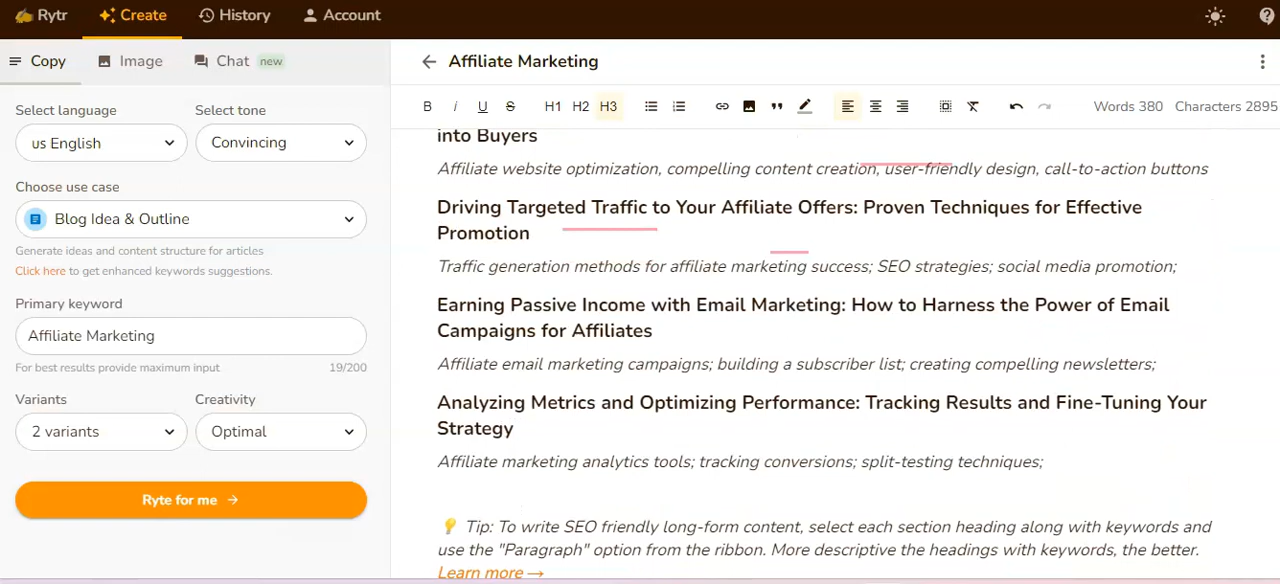 Rytr Create History Account
Copy Image Chat new
Select language Select tone
us English Convincing
Choose use case
Blog Idea & Outline
Generate ideas and content structure for articles
Click here to get enhanced keywords suggestions.
Primary keyword
Affiliate Marketing
For best results provide maximum input 19/200
Variants Creativity
2 variants Optimal
Ryte for me →
← Affiliate Marketing
B i U S H1 H2 H3 Words 380 Characters 2895
into Buyers
Affiliate website optimization, compelling content creation, user-friendly design, call-to-action buttons
Driving Targeted Traffic to Your Affiliate Offers: Proven Techniques for Effective
Promotion
Traffic generation methods for affiliate marketing success; SEO strategies; social media promotion;
Earning Passive Income with Email Marketing: How to Harness the Power of Email
Campaigns for Affiliates
Affiliate email marketing campaigns; building a subscriber list; creating compelling newsletters;
Analyzing Metrics and Optimizing Performance: Tracking Results and Fine-Tuning Your
Strategy
Affiliate marketing analytics tools; tracking conversions; split-testing techniques;
💡 Tip: To write SEO friendly long-form content, select each section heading along with keywords and
use the "Paragraph" option from the ribbon. More descriptive the headings with keywords, the better.
Learn more →